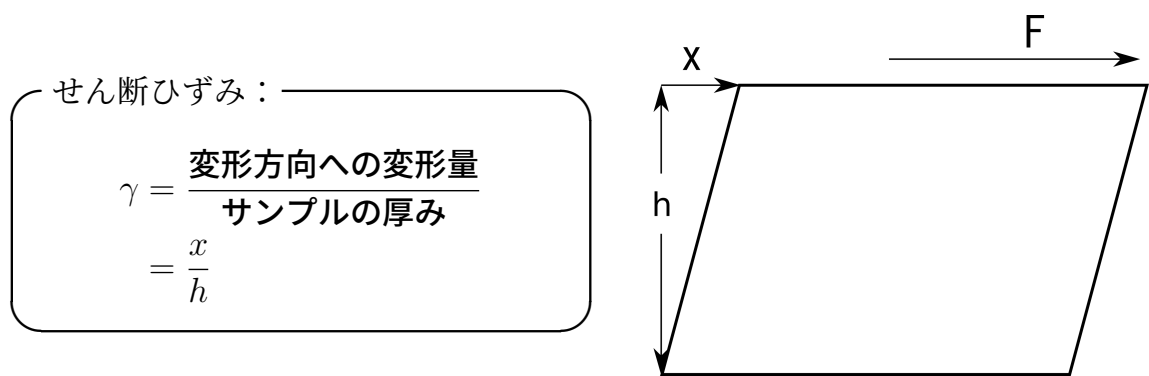 せん断ひずみ：
γ = 変形方向への変形量 / サンプルの厚み
= x / h
F
x
h